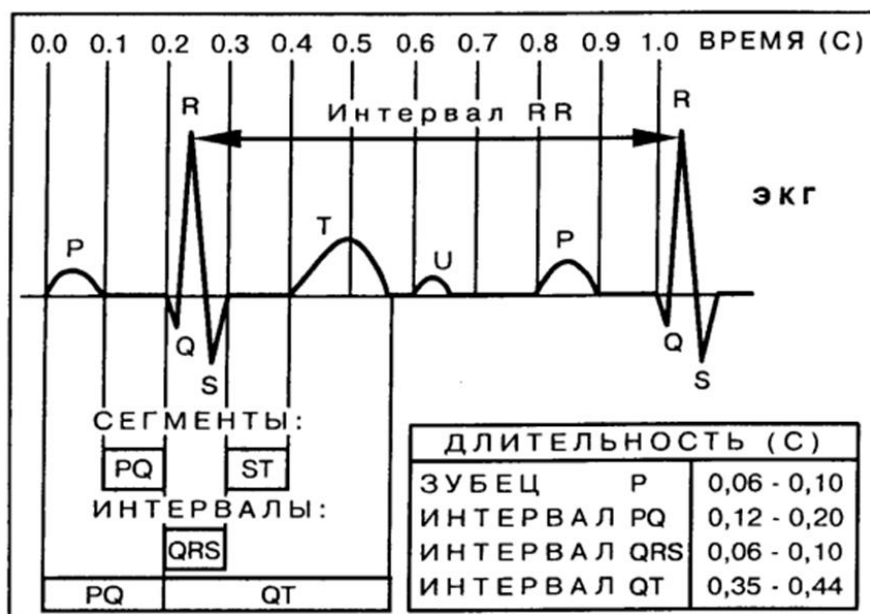 0.0 0.1 0.2 0.3 0.4 0.5 0.6 0.7 0.8 0.9 1.0 ВРЕМЯ (С)
R R
Интервал RR
ЭКГ
P T U P
Q Q
S S
СЕГМЕНТЫ:
PQ ST
ИНТЕРВАЛЫ:
QRS
PQ QT
ДЛИТЕЛЬНОСТЬ (С)
ЗУБЕЦ P 0,06 - 0,10
ИНТЕРВАЛ PQ 0,12 - 0,20
ИНТЕРВАЛ QRS 0,06 - 0,10
ИНТЕРВАЛ QT 0,35 - 0,44